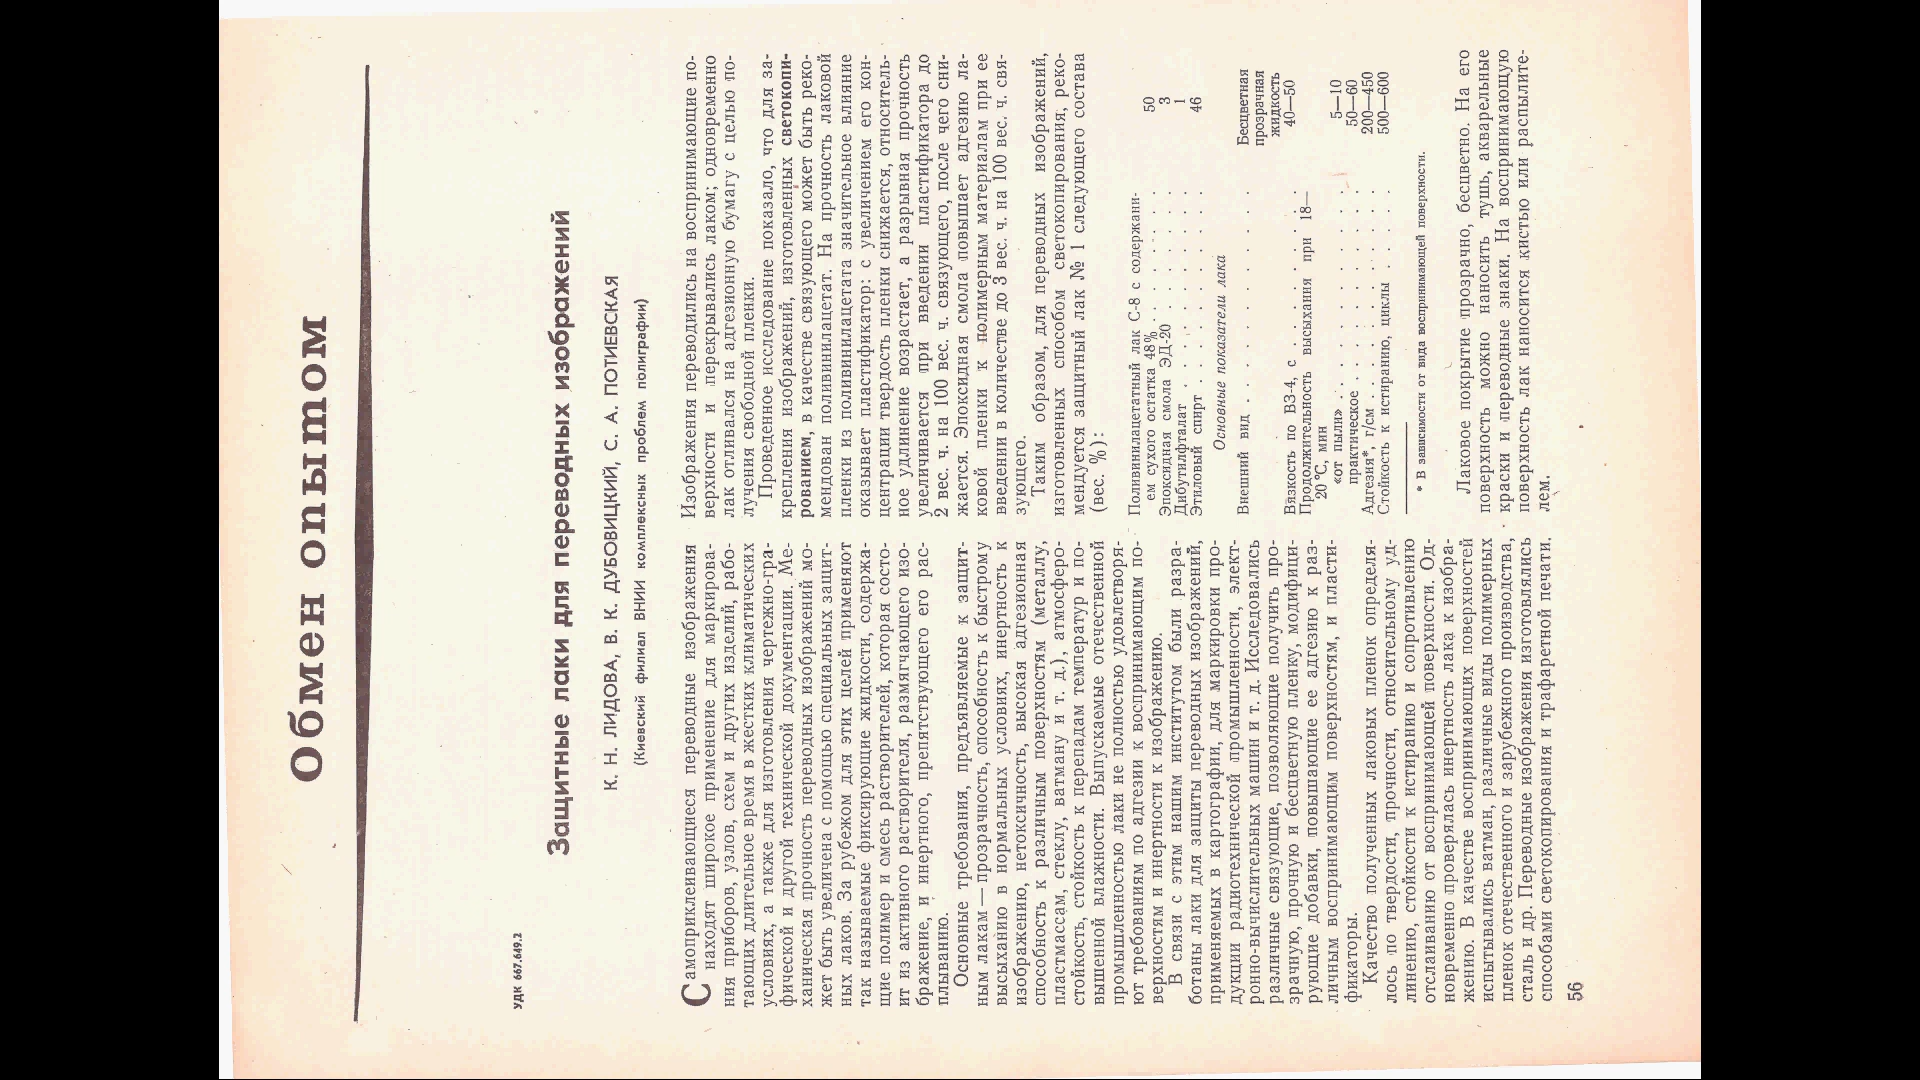 Обмен опытом
УДК 667.649.2
Защитные лаки для переводных изображений
К. Н. ЛИДОВА, В. К. ДУБОВИЦКИЙ, С. А. ПОТИЕВСКАЯ
(Киевский филиал ВНИИ комплексных проблем полиграфии)
Самоприклеивающиеся переводные изображения
находят широкое применение для маркирова-
ния приборов, узлов, схем и других изделий, рабо-
тающих длительное время в жестких климатических
условиях, а также для изготовления чертежно-гра-
фической и другой технической документации. Ме-
ханическая прочность переводных изображений мо-
жет быть увеличена с помощью специальных защит-
ных лаков. За рубежом для этих целей применяют
так называемые фиксирующие жидкости, содержа-
щие полимер и смесь растворителей, которая состо-
ит из активного растворителя, размягчающего изо-
бражение, и инертного, препятствующего его рас-
плыванию.
Основные требования, предъявляемые к защит-
ным лакам — прозрачность, способность к быстрому
высыханию в нормальных условиях, инертность к
изображению, нетоксичность, высокая адгезионная
способность к различным поверхностям (металлу,
пластмассам, стеклу, ватману и т. д.), атмосферо-
стойкость, стойкость к перепадам температур и по-
вышенной влажности. Выпускаемые отечественной
промышленностью лаки не полностью удовлетворя-
ют требованиям по адгезии к воспринимающим по-
верхностям и инертности к изображению.
В связи с этим нашим институтом были разра-
ботаны лаки для защиты переводных изображений,
применяемых в картографии, для маркировки про-
дукции радиотехнической промышленности, элект-
ронно-вычислительных машин и т. д. Исследовались
различные связующие, позволяющие получить про-
зрачную, прочную и бесцветную пленку, модифици-
рующие добавки, повышающие ее адгезию к раз-
личным воспринимающим поверхностям, и пласти-
фикаторы.
Качество полученных лаковых пленок определя-
лось по твердости, прочности, относительному уд-
линению, стойкости к истиранию и сопротивлению
отслаиванию от воспринимающей поверхности. Од-
новременно проверялась инертность лака к изобра-
жению. В качестве воспринимающих поверхностей
испытывались ватман, различные виды полимерных
пленок отечественного и зарубежного производства,
сталь и др. Переводные изображения изготовлялись
способами светокопирования и трафаретной печати.
Изображения переводились на воспринимающие по-
верхности и перекрывались лаком; одновременно
лак отливался на адгезионную бумагу с целью по-
лучения свободной пленки.
Проведенное исследование показало, что для за-
крепления изображений, изготовленных светокопи-
рованием, в качестве связующего может быть реко-
мендован поливинилацетат. На прочность лаковой
пленки из поливинилацетата значительное влияние
оказывает пластификатор: с увеличением его кон-
центрации твердость пленки снижается, относитель-
ное удлинение возрастает, а разрывная прочность
увеличивается при введении пластификатора до
2 вес. ч. на 100 вес. ч. связующего, после чего сни-
жается. Эпоксидная смола повышает адгезию ла-
ковой пленки к полимерным материалам при ее
введении в количестве до 3 вес. ч. на 100 вес. ч. свя-
зующего.
Таким образом, для переводных изображений,
изготовленных способом светокопирования, реко-
мендуется защитный лак № 1 следующего состава
(вес. %):
Поливинилацетатный лак С-8 с содержани-
ем сухого остатка 48% . . . . . . . 50
Эпоксидная смола ЭД-20 . . . . . . . 3
Дибутилфталат . . . . . . . . . . 1
Этиловый спирт . . . . . . . . . . 46
Основные показатели лака
Внешний вид . . . . . . . . . . Бесцветная
прозрачная
жидкость
Вязкость по ВЗ-4, с . . . . . . . . 40—50
Продолжительность высыхания при 18—
20 °С, мин
«от пыли» . . . . . . . . . . 5—10
практическое . . . . . . . . . 50—60
Адгезия*, г/см . . . . . . . . . . 200—450
Стойкость к истиранию, циклы . . . . . 500—600
* В зависимости от вида воспринимающей поверхности.
Лаковое покрытие прозрачно, бесцветно. На его
поверхность можно наносить тушь, акварельные
краски и переводные знаки. На воспринимающую
поверхность лак наносится кистью или распылите-
лем.
56